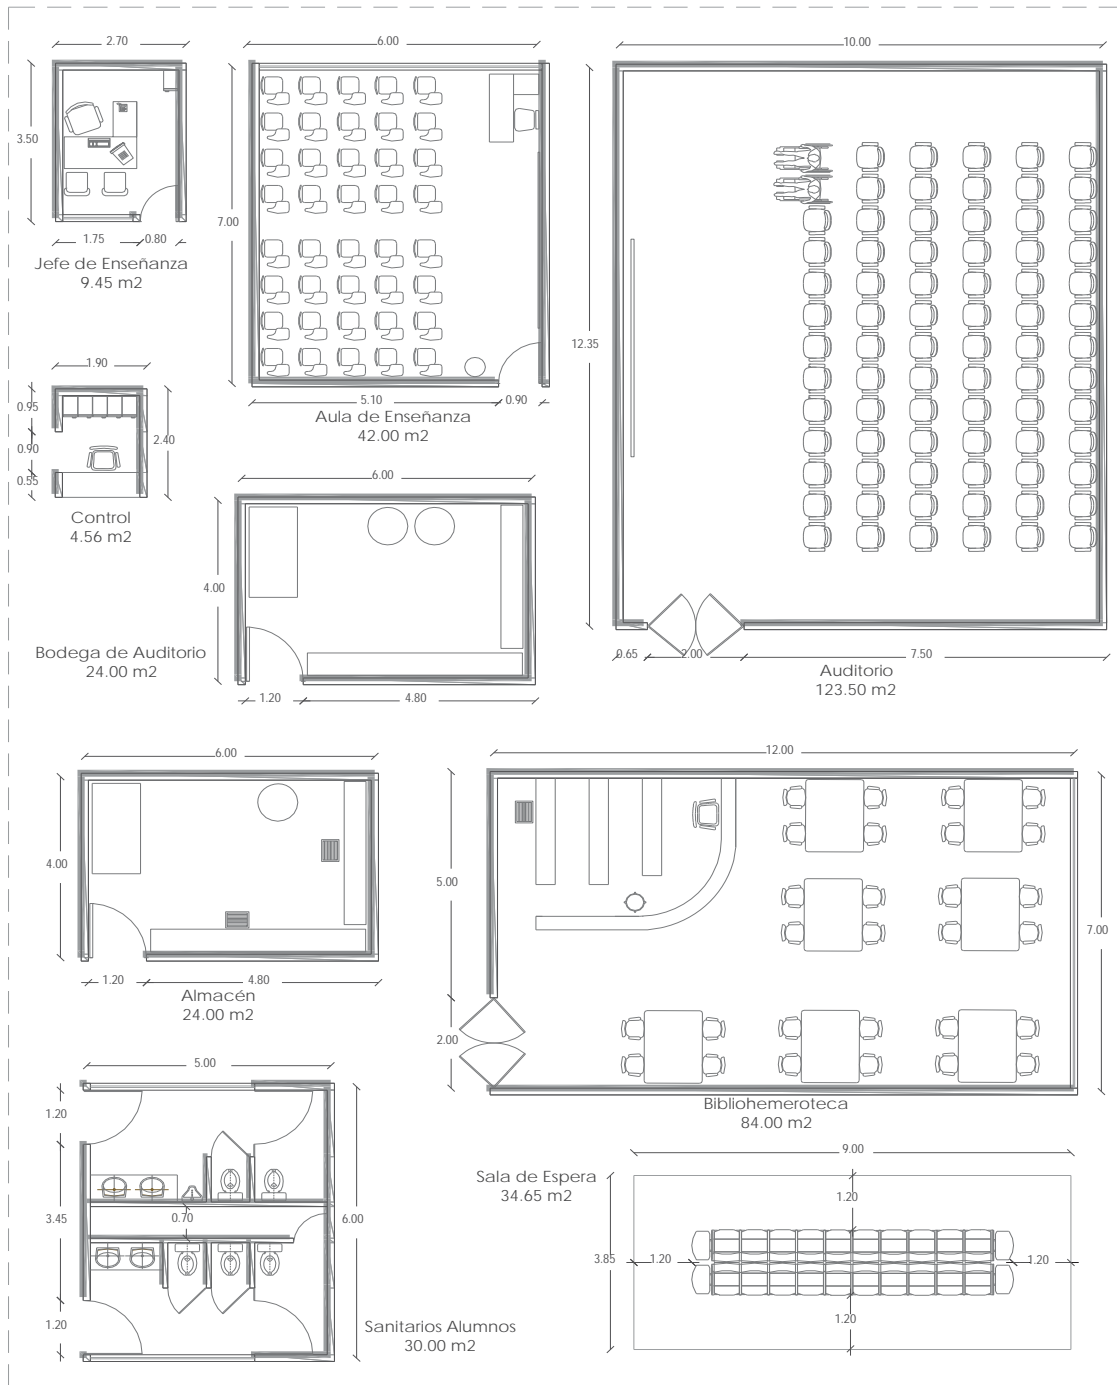 2.70
3.50
1.75
0.80
Jefe de Enseñanza
9.45 m2
6.00
7.00
5.10
0.90
Aula de Enseñanza
42.00 m2
10.00
12.35
0.65
2.00
7.50
Auditorio
123.50 m2
1.90
0.95
0.90
0.55
2.40
Control
4.56 m2
6.00
4.00
Bodega de Auditorio
24.00 m2
1.20
4.80
6.00
4.00
1.20
4.80
Almacén
24.00 m2
12.00
5.00
2.00
7.00
Bibliohemeroteca
84.00 m2
5.00
1.20
3.45
0.70
6.00
1.20
Sanitarios Alumnos
30.00 m2
Sala de Espera
34.65 m2
9.00
1.20
3.85
1.20
1.20
1.20